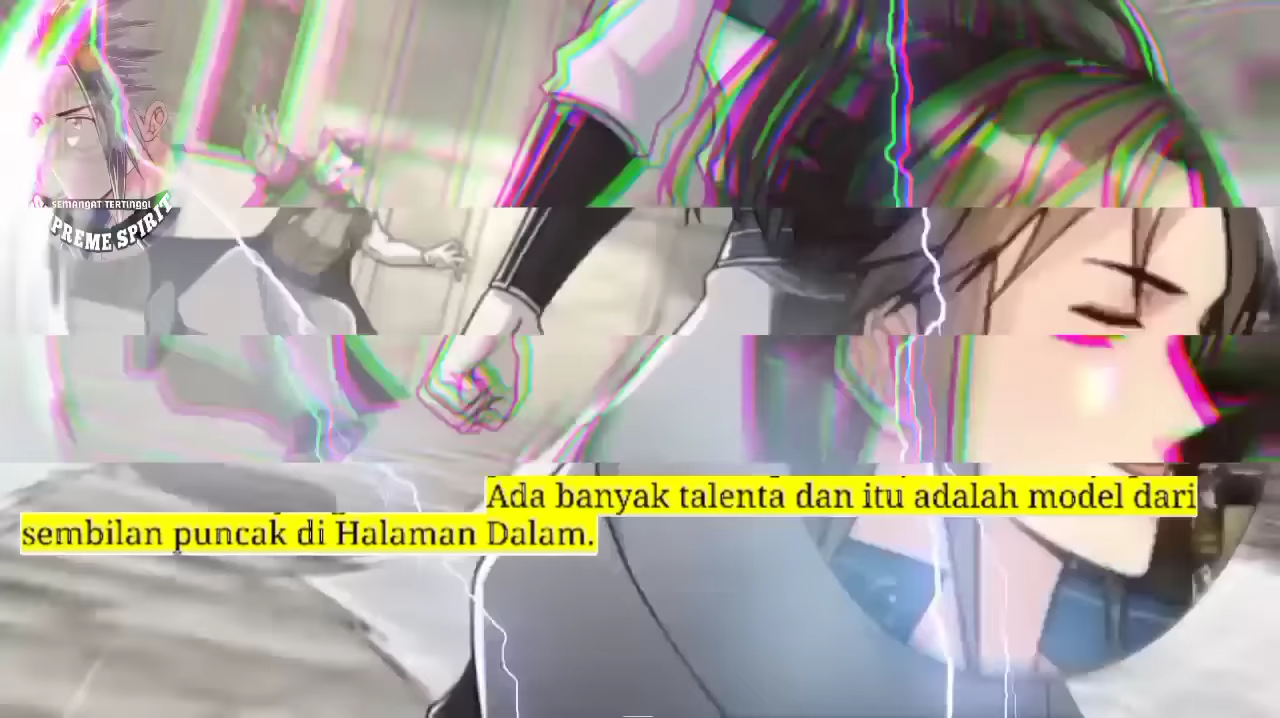 SEMANGAT TERTINGGI
PREME SPIRIT
Ada banyak talenta dan itu adalah model dari
sembilan puncak di Halaman Dalam.